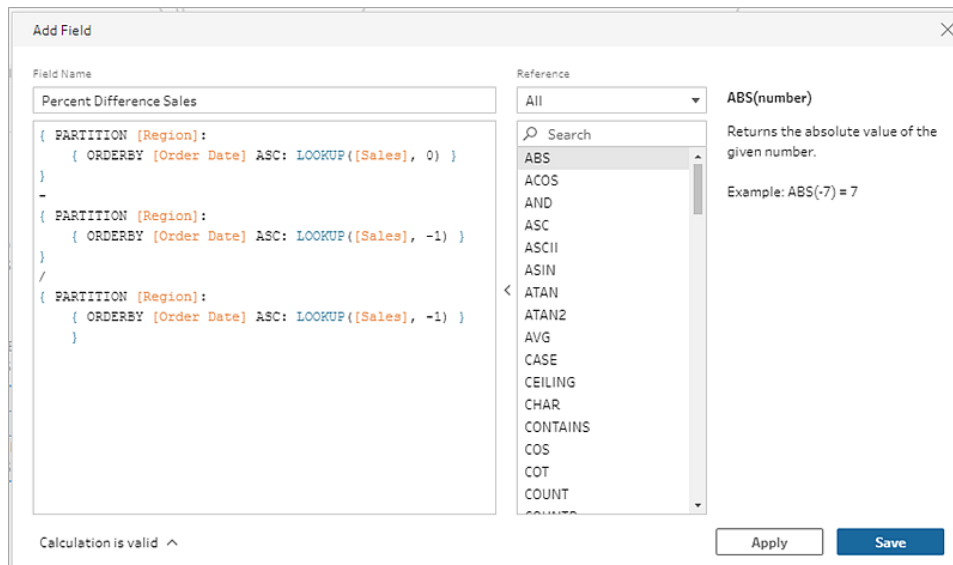 Add Field
Field Name
Percent Difference Sales
{ PARTITION [Region]:
{ ORDERBY [Order Date] ASC: LOOKUP([Sales], 0) }
}
-
{ PARTITION [Region]:
{ ORDERBY [Order Date] ASC: LOOKUP([Sales], -1) }
}
/
{ PARTITION [Region]:
{ ORDERBY [Order Date] ASC: LOOKUP([Sales], -1) }
}
Calculation is valid
Reference
All
Search
ABS
ACOS
AND
ASC
ASCII
ASIN
ATAN
ATAN2
AVG
CASE
CEILING
CHAR
CONTAINS
COS
COT
COUNT
ABS(number)
Returns the absolute value of the
given number.
Example: ABS(-7) = 7
Apply
Save